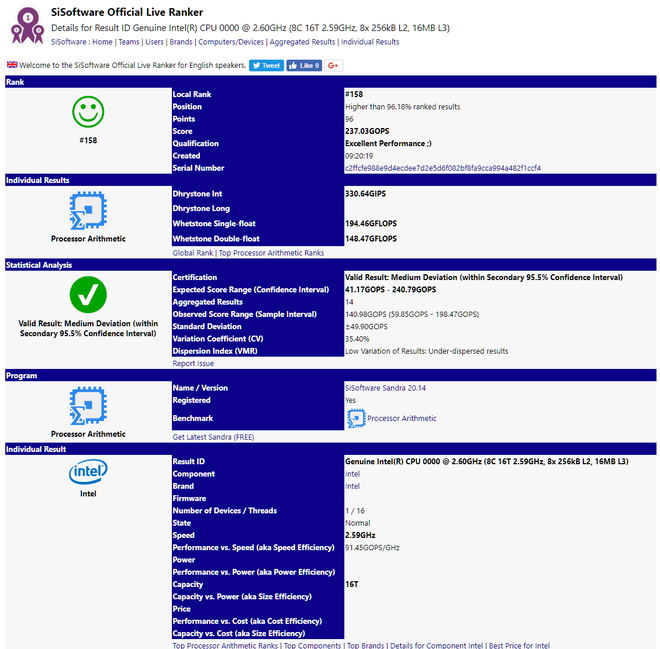 SiSoftware Official Live Ranker
Details for Result ID Genuine Intel(R) CPU 0000 @ 2.60GHz (8C 16T 2.59GHz, 8x 256kB L2, 16MB L3)
SiSoftware : Home | Teams | Users | Brands | Computers/Devices | Aggregated Results | Individual Results
Welcome to the SiSoftware Official Live Ranker for English speakers. Tweet Like 0 G+
Rank
#158
Local Rank #158
Position Higher than 96.18% ranked results
Points 96
Score 237.03GOPS
Qualification Excellent Performance ;)
Created 09:20:19
Serial Number c2ffcfe988e9d4ecdee7d2e5d6f082bf8fa9cca994a482f1ccf4
Individual Results
Processor Arithmetic
Dhrystone Int 330.64GIPS
Dhrystone Long
Whetstone Single-float 194.46GFLOPS
Whetstone Double-float 148.47GFLOPS
Global Rank | Top Processor Arithmetic Ranks
Statistical Analysis
Valid Result: Medium Deviation (within
Secondary 95.5% Confidence Interval)
Certification Valid Result: Medium Deviation (within Secondary 95.5% Confidence Interval)
Expected Score Range (Confidence Interval) 41.17GOPS - 240.79GOPS
Aggregated Results 14
Observed Score Range (Sample Interval) 140.98GOPS (59.85GOPS - 198.47GOPS)
Standard Deviation ±49.90GOPS
Variation Coefficient (CV) 35.40%
Dispersion Index (VMR) Low Variation of Results: Under-dispersed results
Report Issue
Program
Processor Arithmetic
Name / Version SiSoftware Sandra 20.14
Registered Yes
Benchmark Processor Arithmetic
Get Latest Sandra (FREE)
Individual Result
intel
Intel
Result ID Genuine Intel(R) CPU 0000 @ 2.60GHz (8C 16T 2.59GHz, 8x 256kB L2, 16MB L3)
Component Intel
Brand Intel
Firmware
Number of Devices / Threads 1 / 16
State Normal
Speed 2.59GHz
Performance vs. Speed (aka Speed Efficiency) 91.45GOPS/GHz
Power
Performance vs. Power (aka Power Efficiency)
Capacity 16T
Capacity vs. Power (aka Size Efficiency)
Price
Performance vs. Cost (aka Cost Efficiency)
Capacity vs. Cost (aka Size Efficiency)
Top Processor Arithmetic Ranks | Top Components | Top Brands | Details for Component Intel | Best Price for Intel